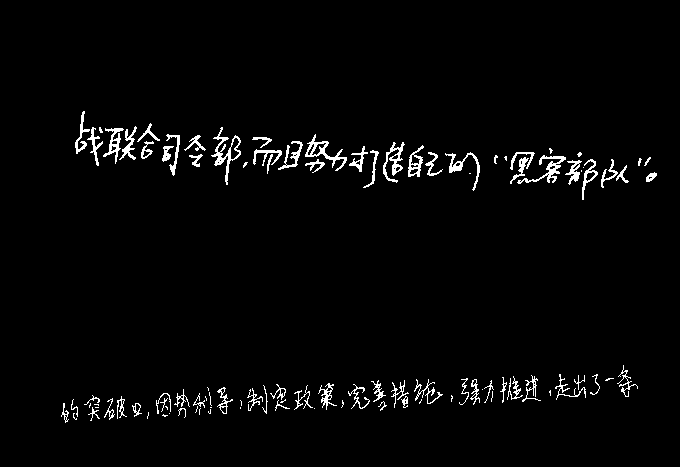 战联合司令部,而且努力打造自己的“黑客部队”。
的突破口,因势利导,制定政策,完善措施,强力推进,走出了一条